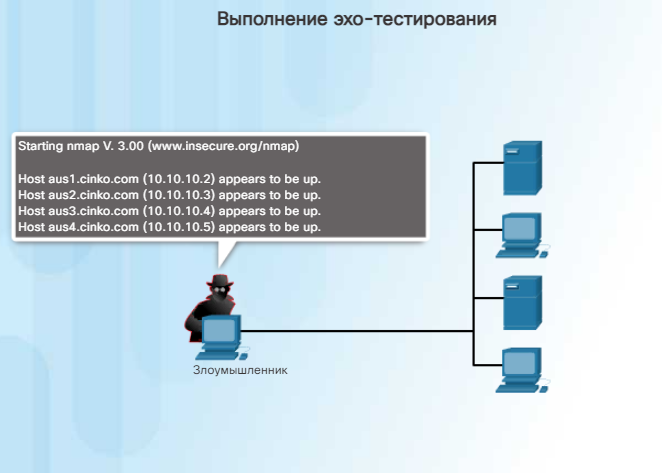 Выполнение эхо-тестирования
Starting nmap V. 3.00 (www.insecure.org/nmap)
Host aus1.cinko.com (10.10.10.2) appears to be up.
Host aus2.cinko.com (10.10.10.3) appears to be up.
Host aus3.cinko.com (10.10.10.4) appears to be up.
Host aus4.cinko.com (10.10.10.5) appears to be up.
Злоумышленник